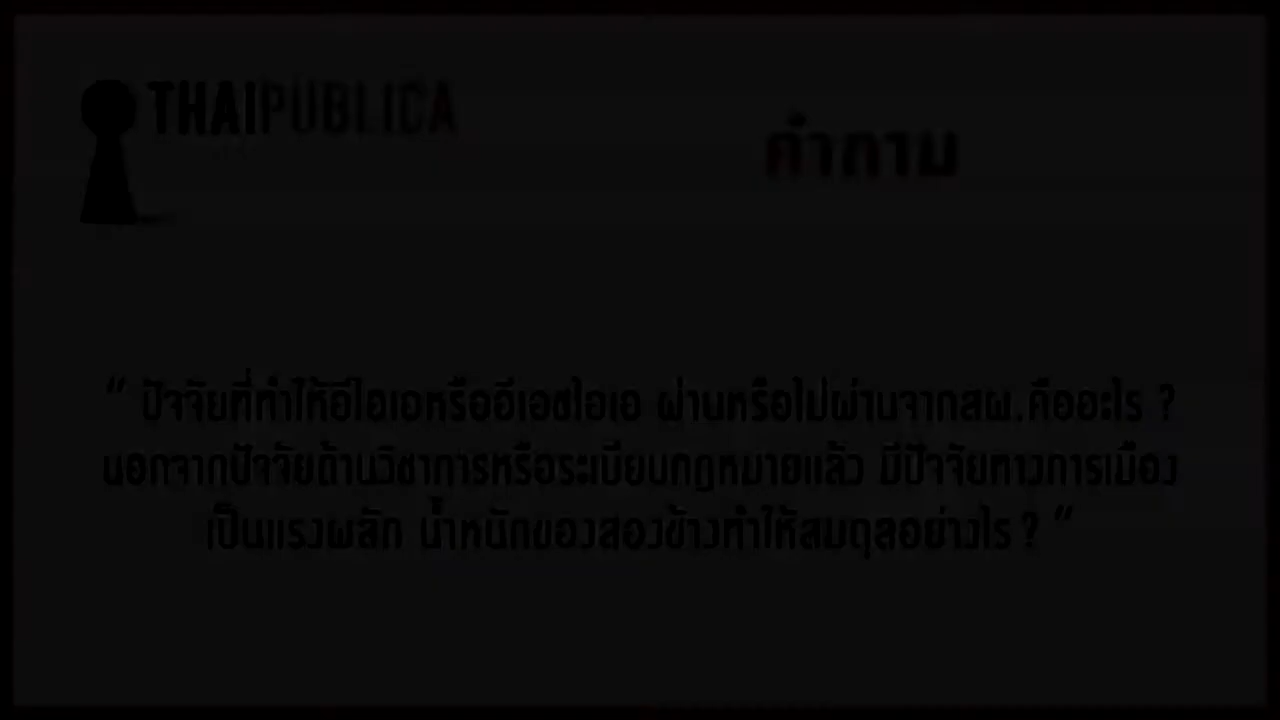 THAIPUBLICA
คำถาม
“ ปัจจัยที่ทำให้อีไอเอหรืออีเอชไอเอ ผ่านหรือไม่ผ่านจากสผ.คืออะไร ?
นอกจากปัจจัยด้านวิชาการหรือระเบียบกฎหมายแล้ว มีปัจจัยทางการเมือง
เป็นแรงผลัก น้ำหนักของสองข้างทำให้สมดุลอย่างไร ? “